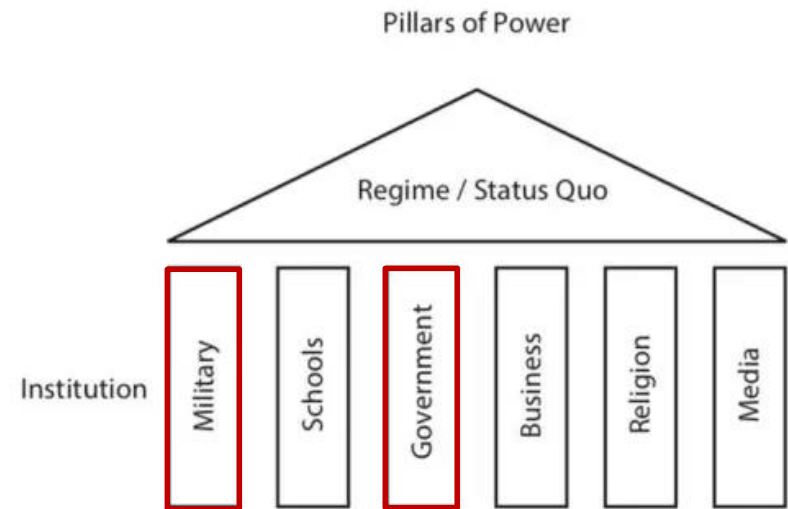 Pillars of Power
Regime / Status Quo
Institution
Military
Schools
Government
Business
Religion
Media